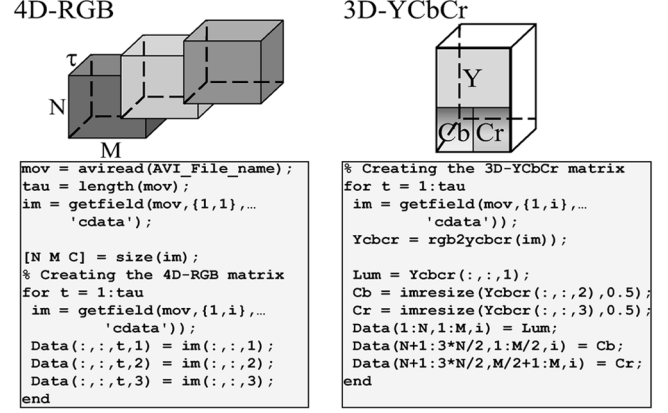 4D-RGB
τ
N
M
mov = aviread(AVI_File_name);
tau = length(mov);
im = getfield(mov,{1,1},…
'cdata');
[N M C] = size(im);
% Creating the 4D-RGB matrix
for t = 1:tau
im = getfield(mov,{1,i},…
'cdata'));
Data(:,:,t,1) = im(:,:,1);
Data(:,:,t,2) = im(:,:,2);
Data(:,:,t,3) = im(:,:,3);
end
3D-YCbCr
Y
Cb Cr
% Creating the 3D-YCbCr matrix
for t = 1:tau
im = getfield(mov,{1,i},…
'cdata'));
Ycbcr = rgb2ycbcr(im));
Lum = Ycbcr(:,:,1);
Cb = imresize(Ycbcr(:,:,2),0.5);
Cr = imresize(Ycbcr(:,:,3),0.5);
Data(1:N,1:M,i) = Lum;
Data(N+1:3*N/2,1:M/2,i) = Cb;
Data(N+1:3*N/2,M/2+1:M,i) = Cr;
end